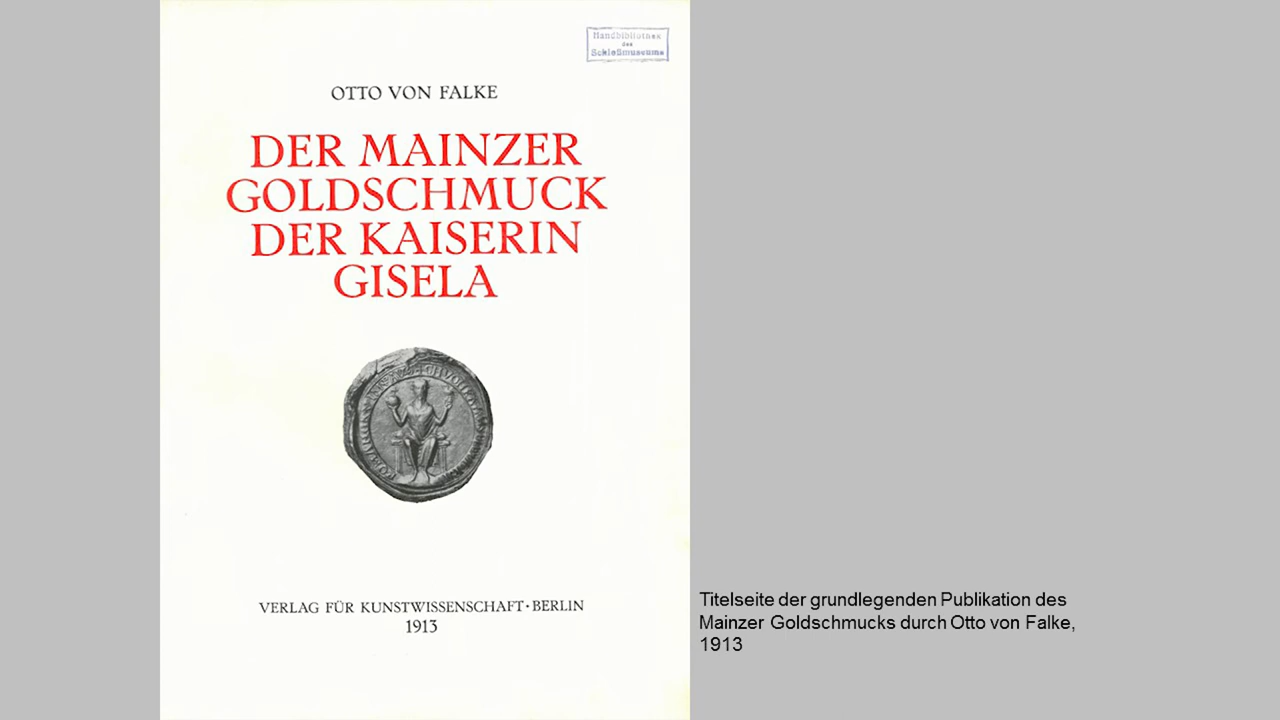 Handbibliothek
des
Schloßmuseums
OTTO VON FALKE
DER MAINZER
GOLDSCHMUCK
DER KAISERIN
GISELA
VERLAG FÜR KUNSTWISSENSCHAFT · BERLIN
1913
Titelseite der grundlegenden Publikation des
Mainzer Goldschmucks durch Otto von Falke,
1913